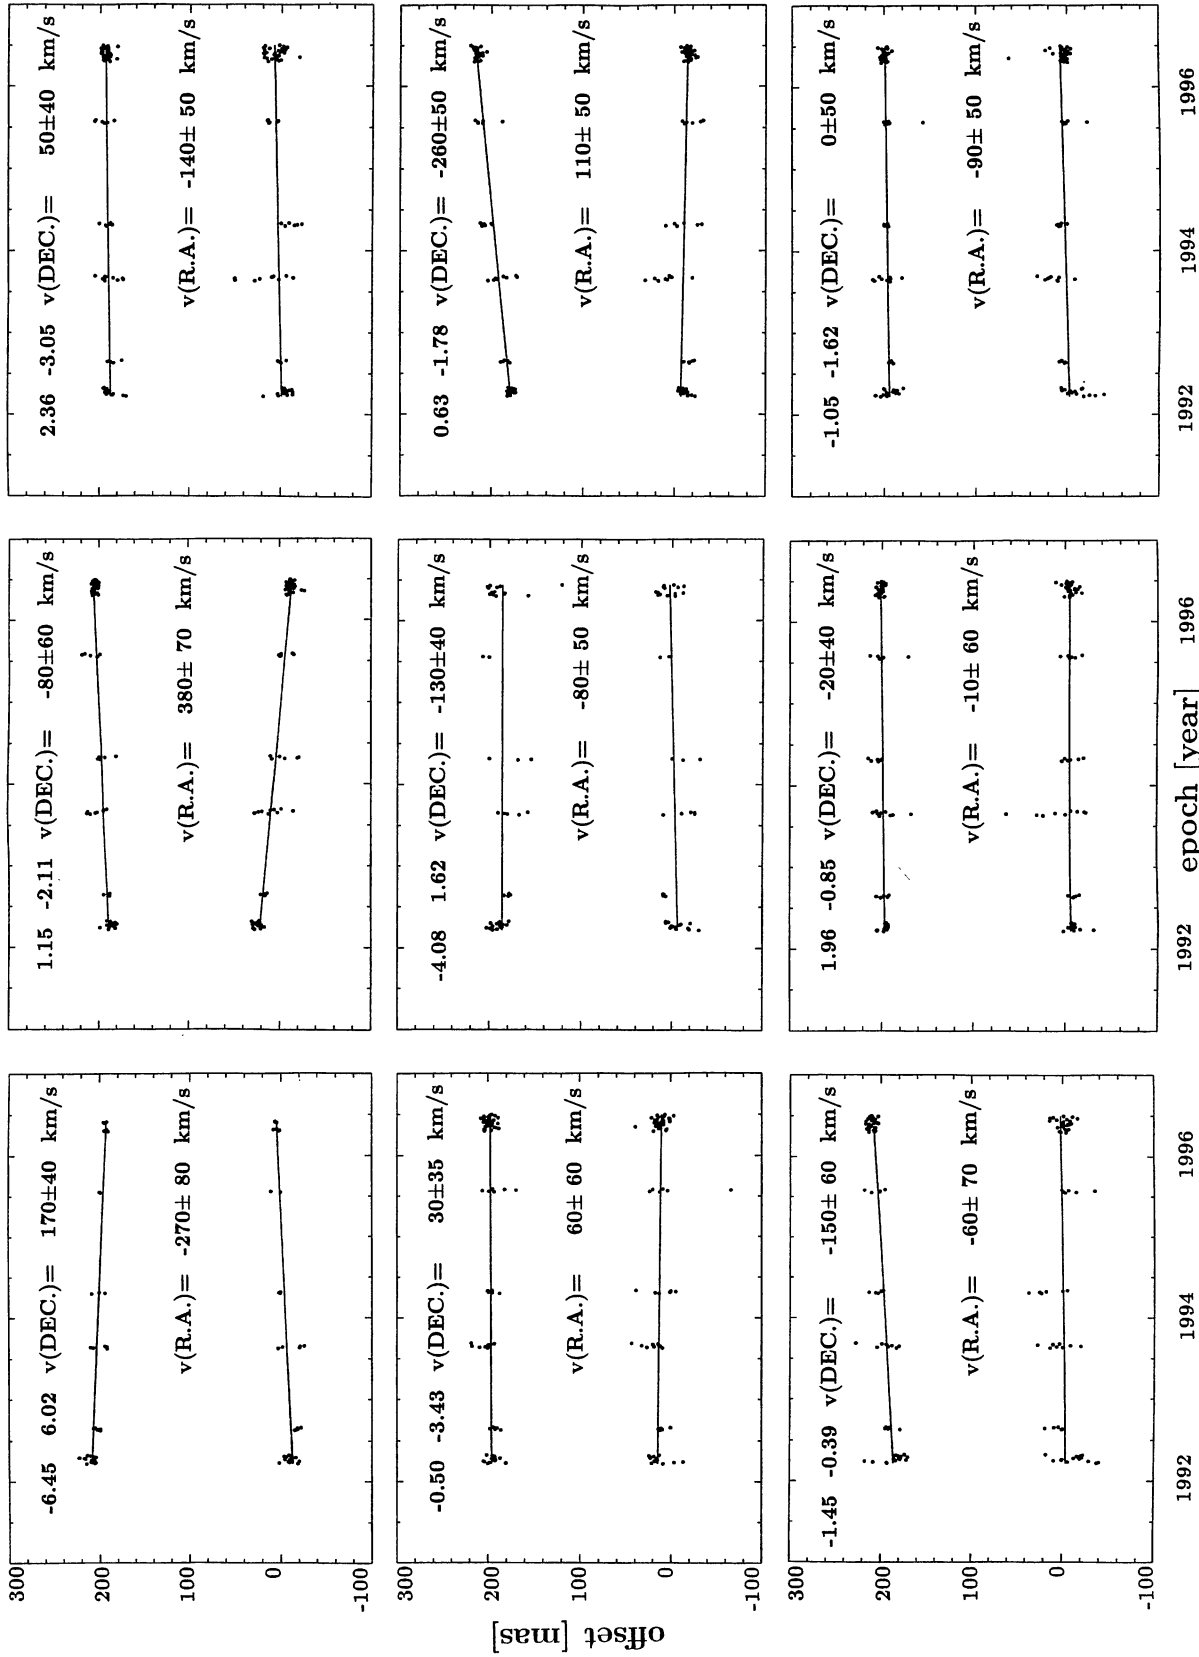 -6.45 6.02 v(DEC.)= 170±40 km/s
v(R.A.)= -270± 80 km/s
1.15 -2.11 v(DEC.)= -80±60 km/s
v(R.A.)= 380± 70 km/s
2.36 -3.05 v(DEC.)= 50±40 km/s
v(R.A.)= -140± 50 km/s
300
200
100
0
-100
-0.50 -3.43 v(DEC.)= 30±35 km/s
v(R.A.)= 60± 60 km/s
-4.08 1.62 v(DEC.)= -130±40 km/s
v(R.A.)= -80± 50 km/s
0.63 -1.78 v(DEC.)= -260±50 km/s
v(R.A.)= 110± 50 km/s
300
200
100
0
-100
offset [mas]
-1.45 -0.39 v(DEC.)= -150± 60 km/s
v(R.A.)= -60± 70 km/s
1.96 -0.85 v(DEC.)= -20±40 km/s
v(R.A.)= -10± 60 km/s
-1.05 -1.62 v(DEC.)= 0±50 km/s
v(R.A.)= -90± 50 km/s
300
200
100
0
-100
1992 1994 1996
1992 1996
1992 1994 1996
epoch [year]